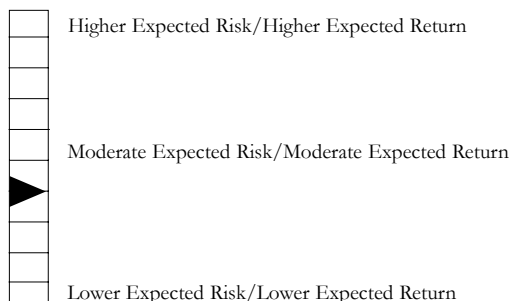 Higher Expected Risk/Higher Expected Return
Moderate Expected Risk/Moderate Expected Return
Lower Expected Risk/Lower Expected Return